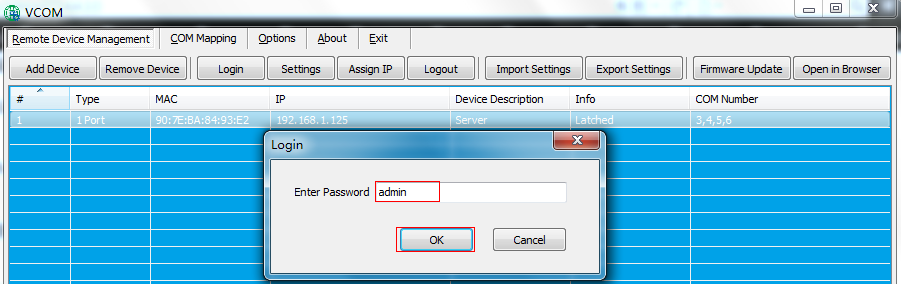 VCOM
Remote Device Management COM Mapping Options About Exit
Add Device Remove Device Login Settings Assign IP Logout Import Settings Export Settings Firmware Update Open in Browser
# Type MAC IP Device Description Info COM Number
1 1 Port 90:7E:BA:84:93:E2 192.168.1.125 Server Latched 3,4,5,6
Login
Enter Password admin
OK Cancel